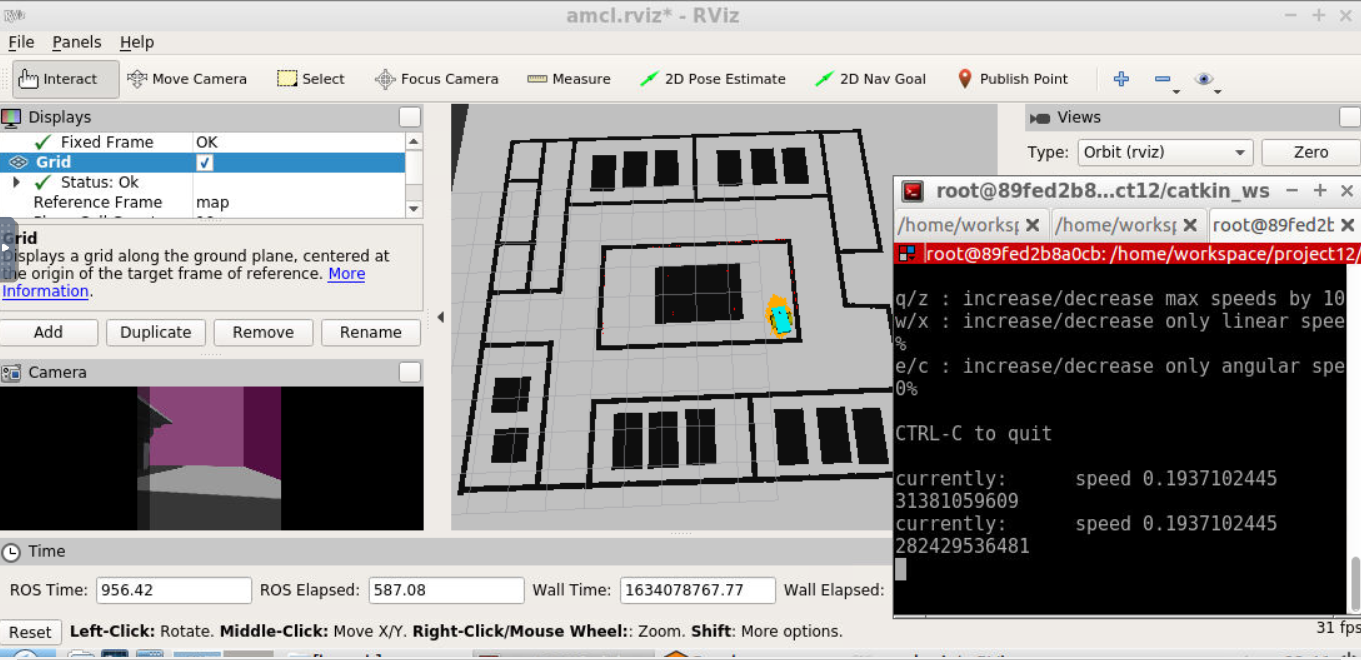 RViz
amcl.rviz* - RViz
File Panels Help
Interact Move Camera Select Focus Camera Measure 2D Pose Estimate 2D Nav Goal Publish Point
Displays
Fixed Frame OK
Grid
Status: Ok
Reference Frame map
Grid
Displays a grid along the ground plane, centered at
the origin of the target frame of reference. More
Information.
Add Duplicate Remove Rename
Camera
Views
Type: Orbit (rviz) Zero
root@89fed2b8...ct12/catkin_ws
/home/works /home/works root@89fed2b
root@89fed2b8a0cb: /home/workspace/project12/
q/z : increase/decrease max speeds by 10
w/x : increase/decrease only linear spee
%
e/c : increase/decrease only angular spe
0%
CTRL-C to quit
currently: speed 0.1937102445
31381059609
currently: speed 0.1937102445
282429536481
Time
ROS Time: 956.42 ROS Elapsed: 587.08 Wall Time: 1634078767.77 Wall Elapsed:
Reset Left-Click: Rotate. Middle-Click: Move X/Y. Right-Click/Mouse Wheel:: Zoom. Shift: More options.
31 fps